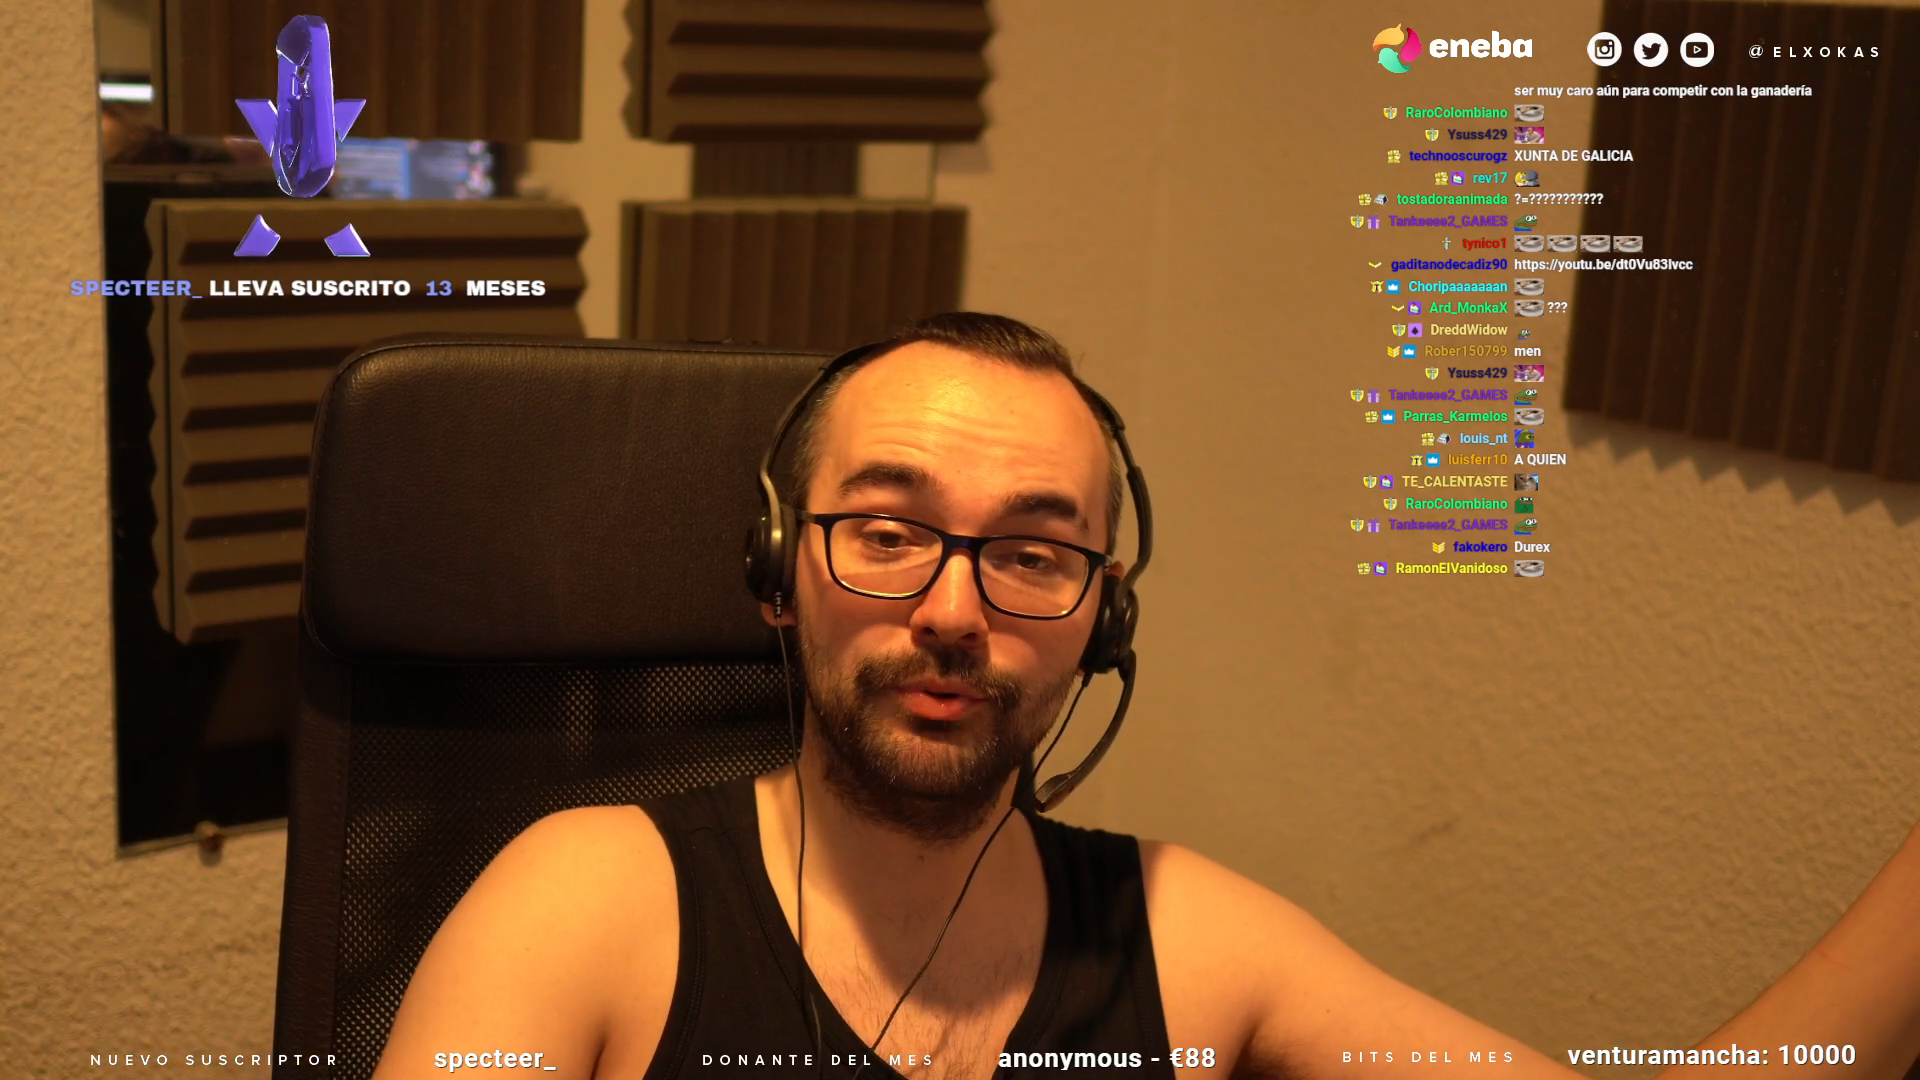 eneba
@ELXOKAS
ser muy caro aún para competir con la ganadería
RaroColombiano
Ysuss429
technooscurogz XUNTA DE GALICIA
rev17
tostadoraanimada ?=???????????
Tankeeee2_GAMES
tynico1
gaditanodecadiz90 https://youtu.be/dt0Vu83lvcc
Choripaaaaaaan
Ard_MonkaX ???
DreddWidow
Rober150799 men
Ysuss429
Tankeeee2_GAMES
Parras_Karmelos
louis_nt
luisferr10 A QUIEN
TE_CALENTASTE
RaroColombiano
Tankeeee2_GAMES
fakokero Durex
RamonElVanidoso
SPECTEER_ LLEVA SUSCRITO 13 MESES
NUEVO SUSCRIPTOR specteer_
DONANTE DEL MES anonymous - €88
BITS DEL MES venturamancha: 10000